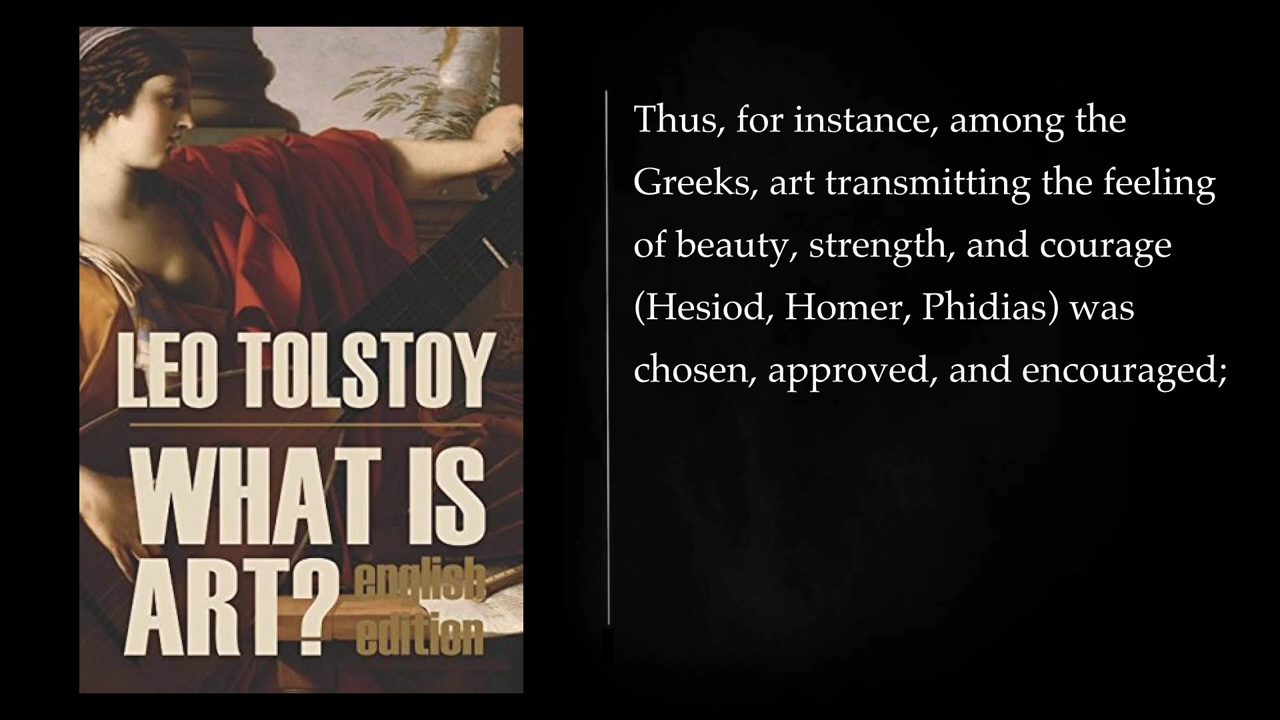 LEO TOLSTOY
WHAT IS
ART?
english
edition
Thus, for instance, among the
Greeks, art transmitting the feeling
of beauty, strength, and courage
(Hesiod, Homer, Phidias) was
chosen, approved, and encouraged;